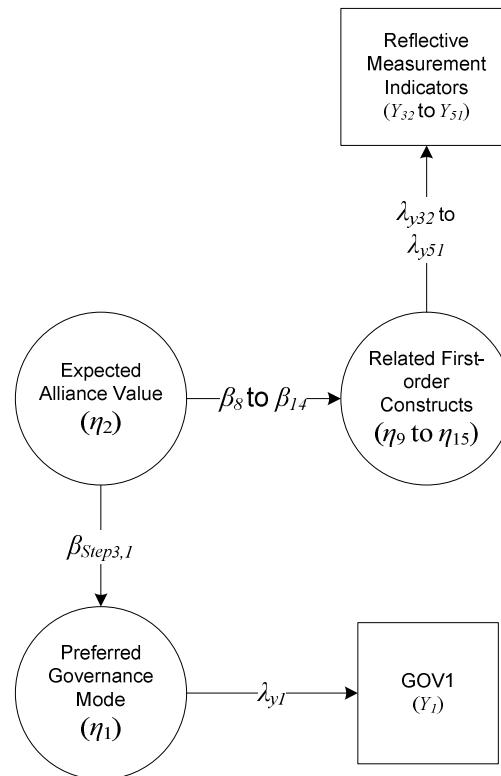 Reflective
Measurement
Indicators
(Y32 to Y51)
λy32 to
λy51
Expected
Alliance Value
(η2)
β8 to β14
Related First-
order
Constructs
(η9 to η15)
βStep3,1
Preferred
Governance
Mode
(η1)
λy1
GOV1
(Y1)